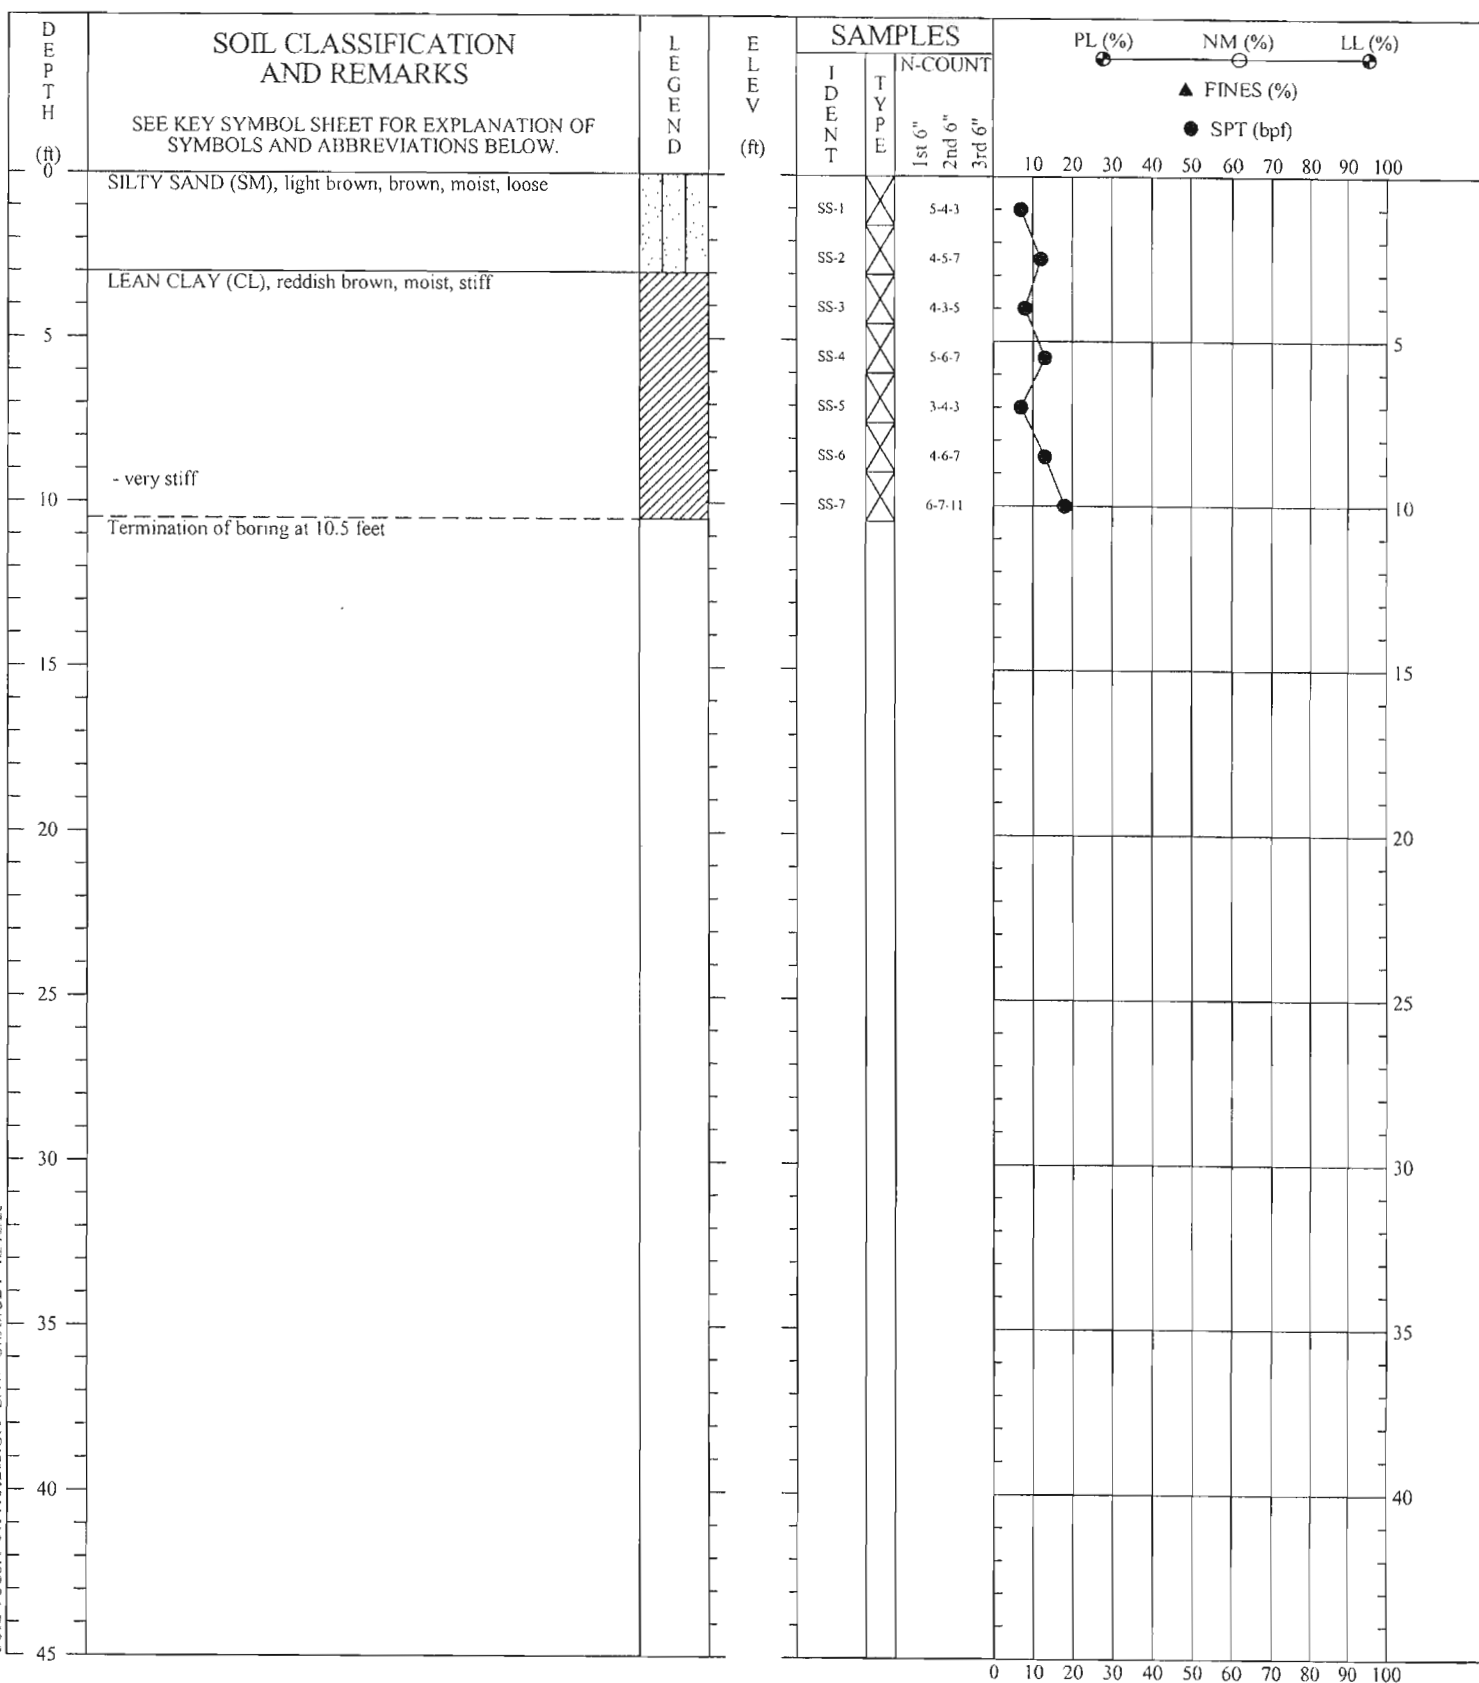 DEPTH
(ft)
SOIL CLASSIFICATION
AND REMARKS
SEE KEY SYMBOL SHEET FOR EXPLANATION OF
SYMBOLS AND ABBREVIATIONS BELOW.
LEGEND
ELEV
(ft)
SAMPLES
IDENT
TYPE
N-COUNT
1st 6"
2nd 6"
3rd 6"
PL (%) NM (%) LL (%)
▲ FINES (%)
● SPT (bpf)
10 20 30 40 50 60 70 80 90 100
0
SILTY SAND (SM), light brown, brown, moist, loose
SS-1 5-4-3
SS-2 4-5-7
LEAN CLAY (CL), reddish brown, moist, stiff
SS-3 4-3-5
5 5
SS-4 5-6-7
SS-5 3-4-3
SS-6 4-6-7
- very stiff
10 SS-7 6-7-11 10
Termination of boring at 10.5 feet
15 15
20 20
25 25
30 30
35 35
40 40
45
0 10 20 30 40 50 60 70 80 90 100